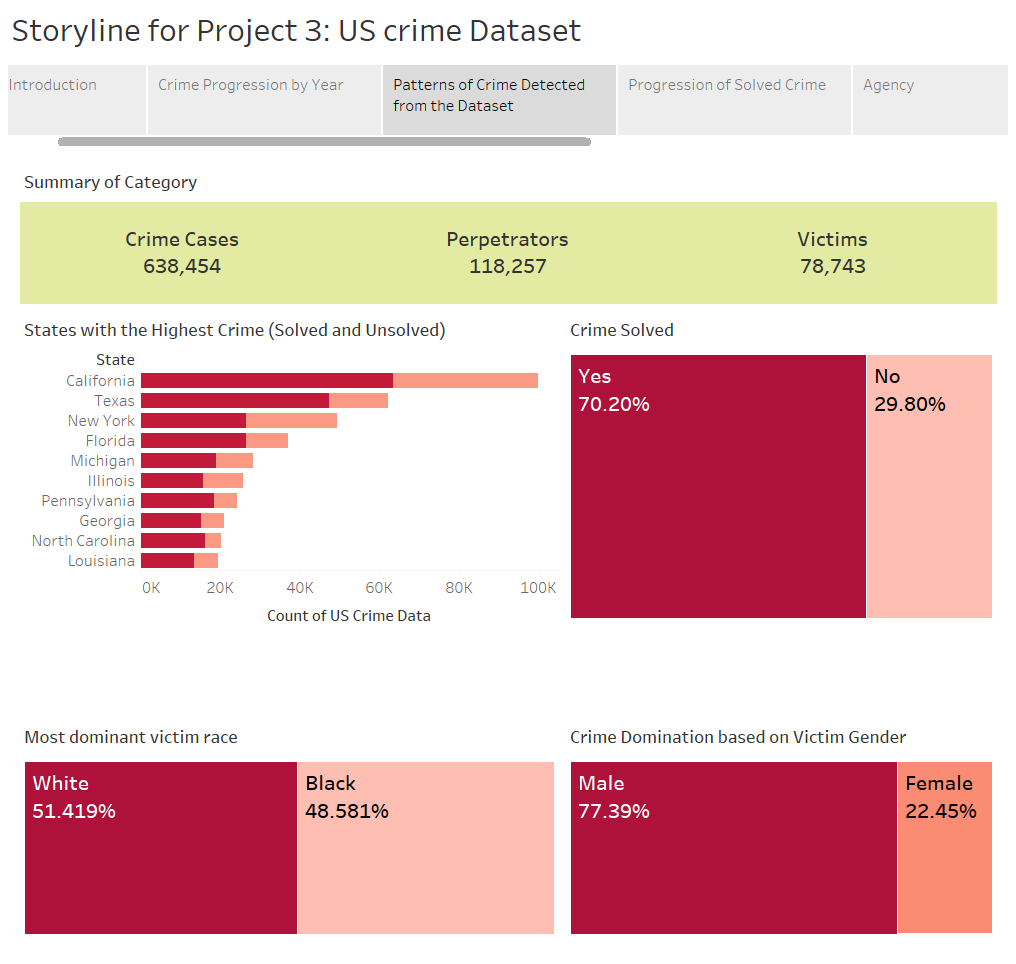 Storyline for Project 3: US crime Dataset
Introduction
Crime Progression by Year
Patterns of Crime Detected
from the Dataset
Progression of Solved Crime
Agency
Summary of Category
Crime Cases
638,454
Perpetrators
118,257
Victims
78,743
States with the Highest Crime (Solved and Unsolved)
State
California
Texas
New York
Florida
Michigan
Illinois
Pennsylvania
Georgia
North Carolina
Louisiana
0K 20K 40K 60K 80K 100K
Count of US Crime Data
Crime Solved
Yes
70.20%
No
29.80%
Most dominant victim race
White
51.419%
Black
48.581%
Crime Domination based on Victim Gender
Male
77.39%
Female
22.45%